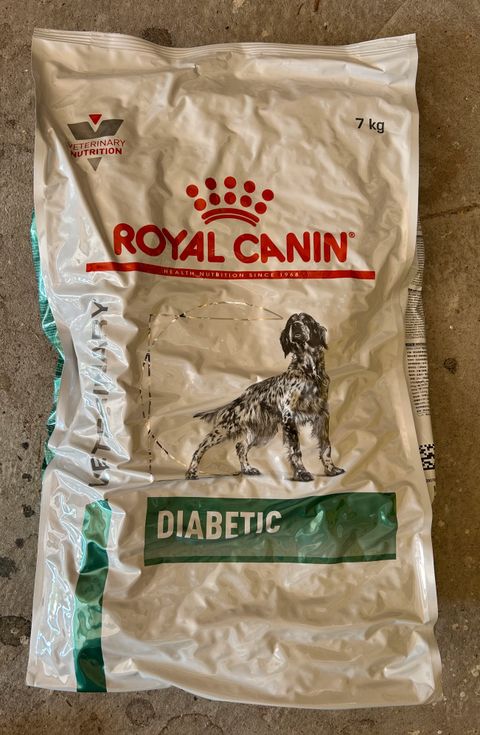 7 kg
VETERINARY
NUTRITION
ROYAL CANIN®
HEALTH NUTRITION SINCE 1968
VETERINARY
DIABETIC